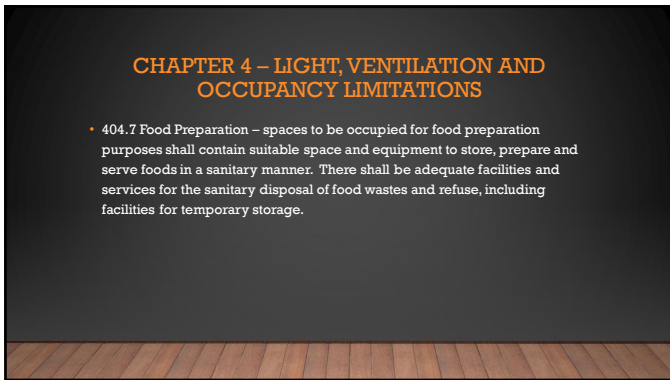 CHAPTER 4 – LIGHT, VENTILATION AND
OCCUPANCY LIMITATIONS
• 404.7 Food Preparation – spaces to be occupied for food preparation
purposes shall contain suitable space and equipment to store, prepare and
serve foods in a sanitary manner. There shall be adequate facilities and
services for the sanitary disposal of food wastes and refuse, including
facilities for temporary storage.